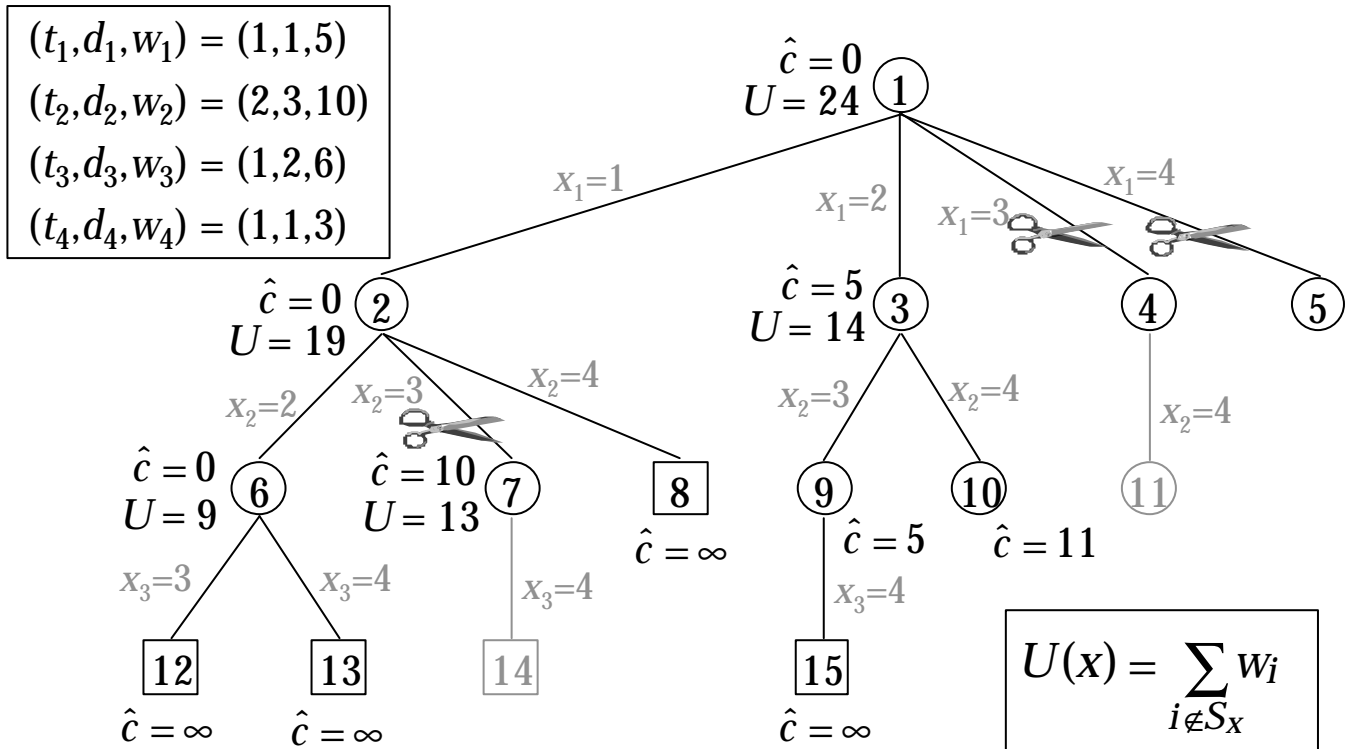 (t₁,d₁,w₁) = (1,1,5)
(t₂,d₂,w₂) = (2,3,10)
(t₃,d₃,w₃) = (1,2,6)
(t₄,d₄,w₄) = (1,1,3)
ĉ = 0
U = 24
1
x₁=1
x₁=2
x₁=3
x₁=4
ĉ = 0
U = 19
2
ĉ = 5
U = 14
3
4
5
x₂=2
x₂=3
x₂=4
x₂=3
x₂=4
x₂=4
ĉ = 0
U = 9
6
ĉ = 10
U = 13
7
8
ĉ = ∞
9
ĉ = 5
10
ĉ = 11
11
x₃=3
x₃=4
x₃=4
x₃=4
12
ĉ = ∞
13
ĉ = ∞
14
15
ĉ = ∞
U(x) = ∑ wᵢ
i∉Sₓ